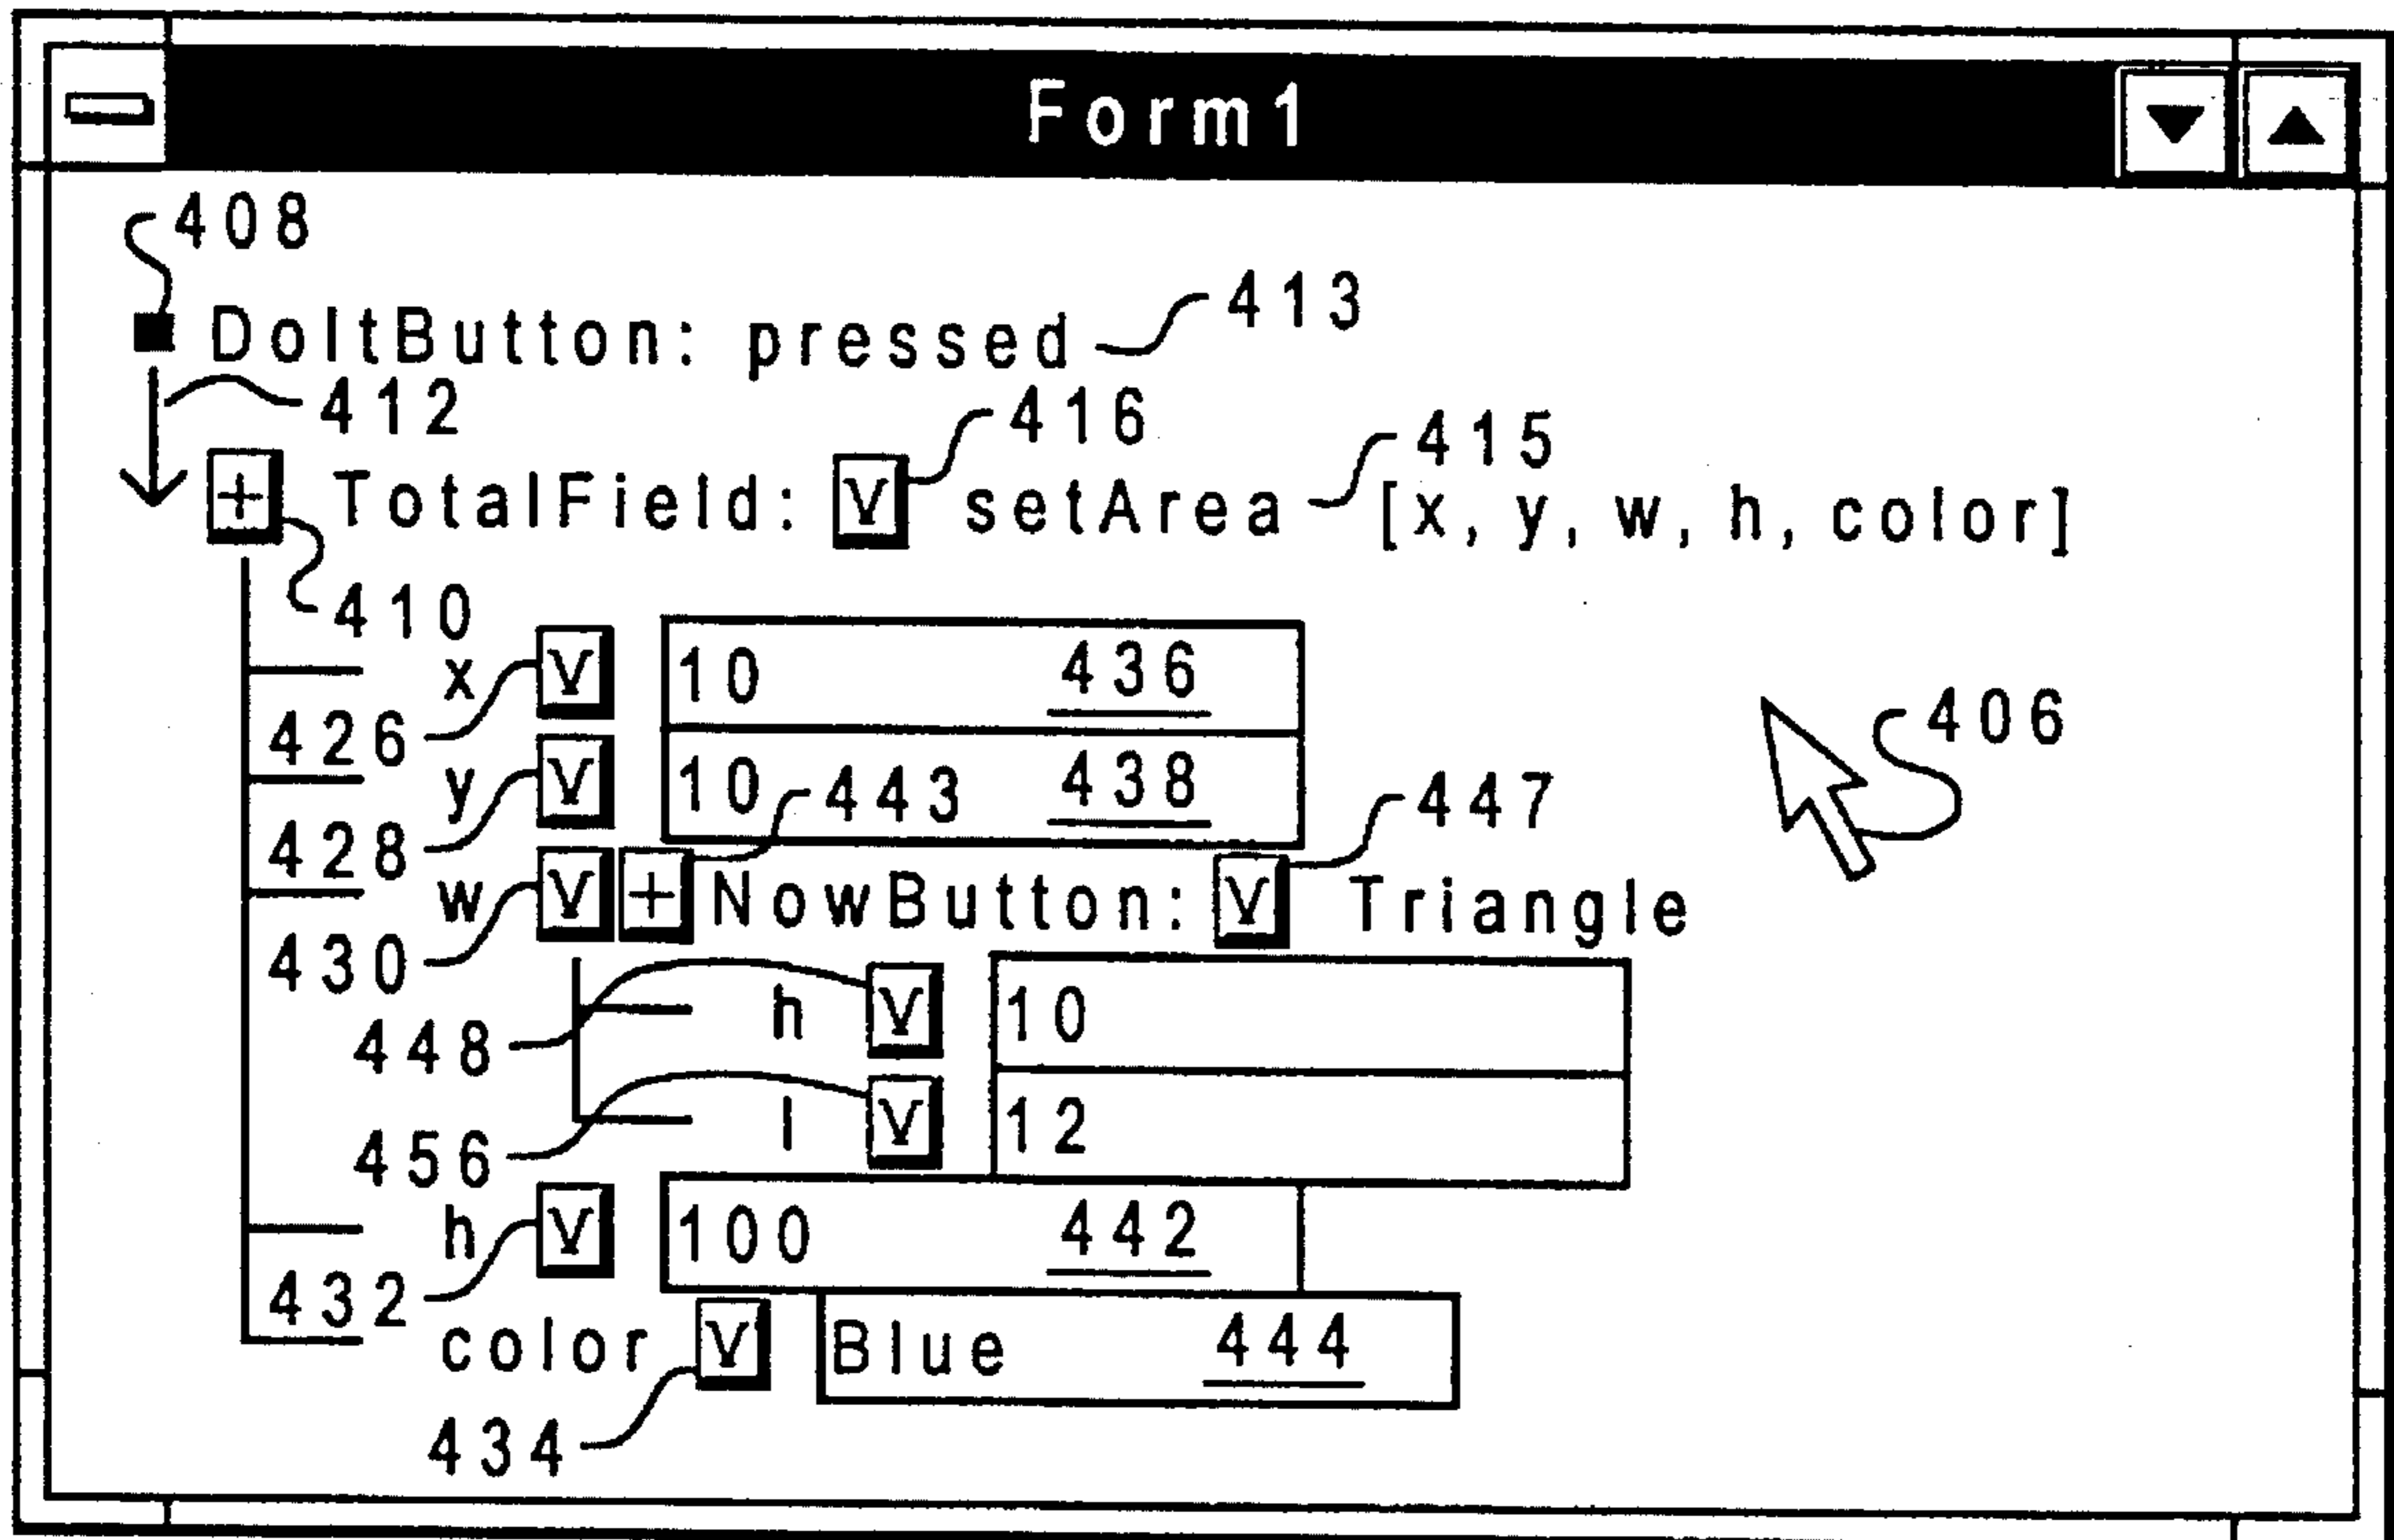 Form1
408
DoItButton: pressed 413
412
416
415
+ TotalField: V setArea [x, y, w, h, color]
410
x V 10 436
406
426
y V 10 443 438
447
428
w V + NowButton: V Triangle
430
h V 10
448
l V 12
456
h V 100 442
432
color V Blue 444
434